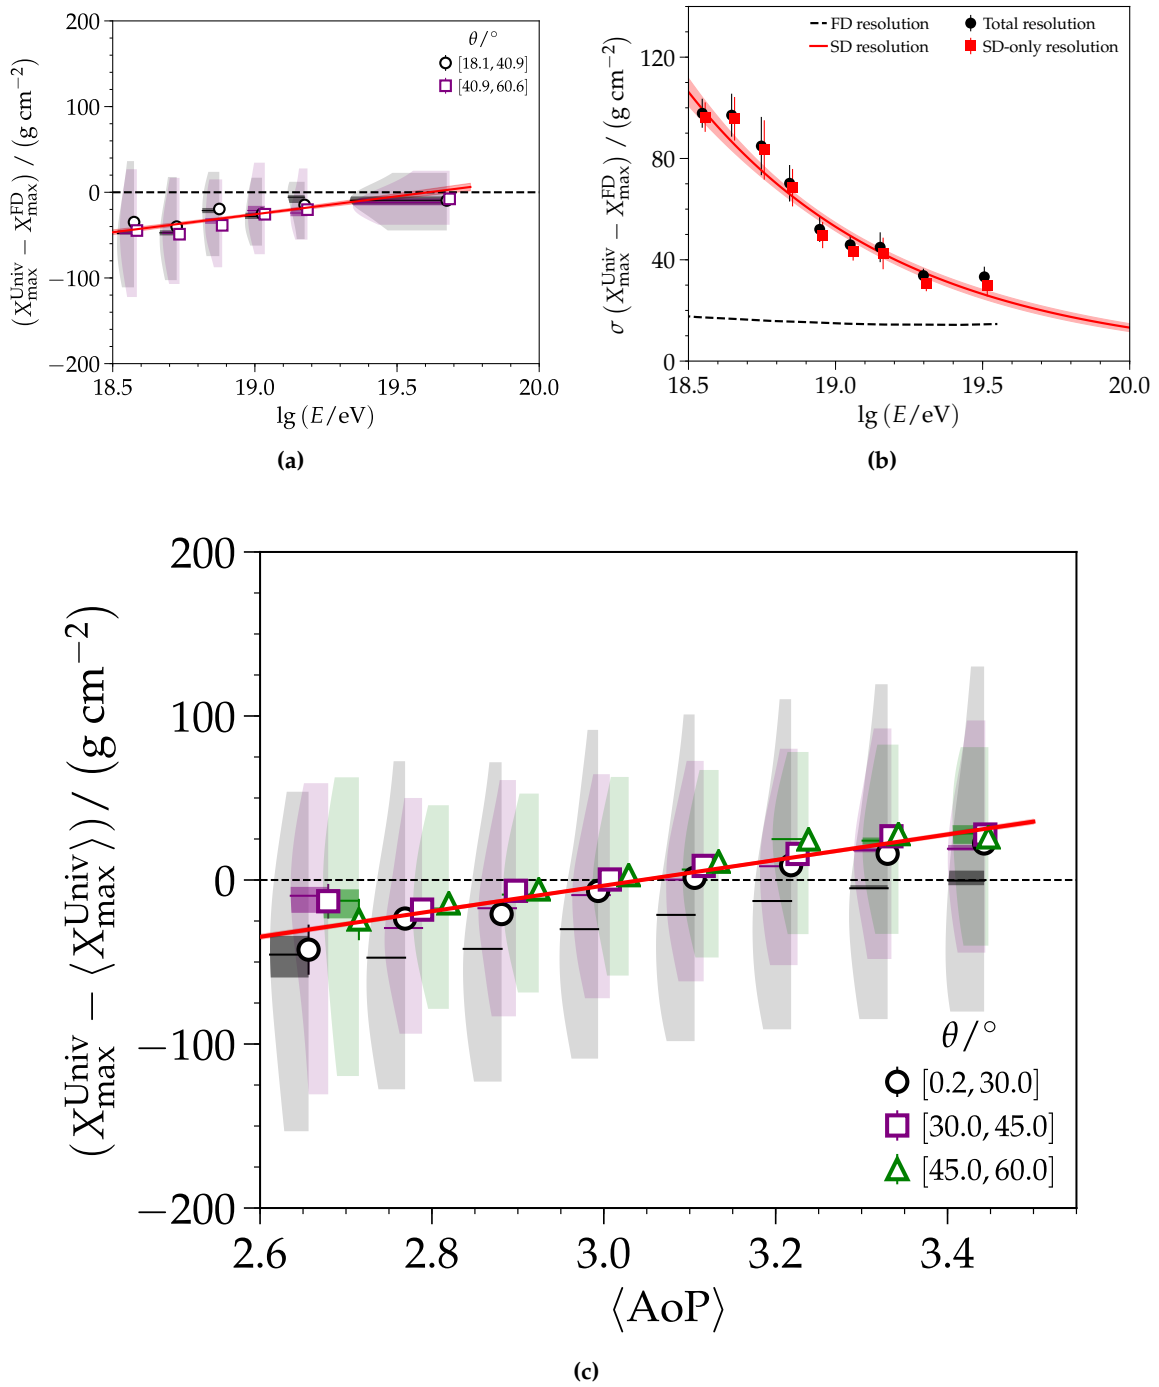 200
100
0
−100
−200
18.5
19.0
19.5
20.0
(X_max^Univ − X_max^FD) / (g cm^−2)
lg (E/eV)
θ/°
[18.1, 40.9]
[40.9, 60.6]
(a)
120
80
40
0
18.5
19.0
19.5
20.0
σ (X_max^Univ − X_max^FD) / (g cm^−2)
lg (E/eV)
FD resolution
SD resolution
Total resolution
SD-only resolution
(b)
200
100
0
−100
−200
2.6
2.8
3.0
3.2
3.4
(X_max^Univ − ⟨X_max^Univ⟩) / (g cm^−2)
⟨AoP⟩
θ/°
[0.2, 30.0]
[30.0, 45.0]
[45.0, 60.0]
(c)